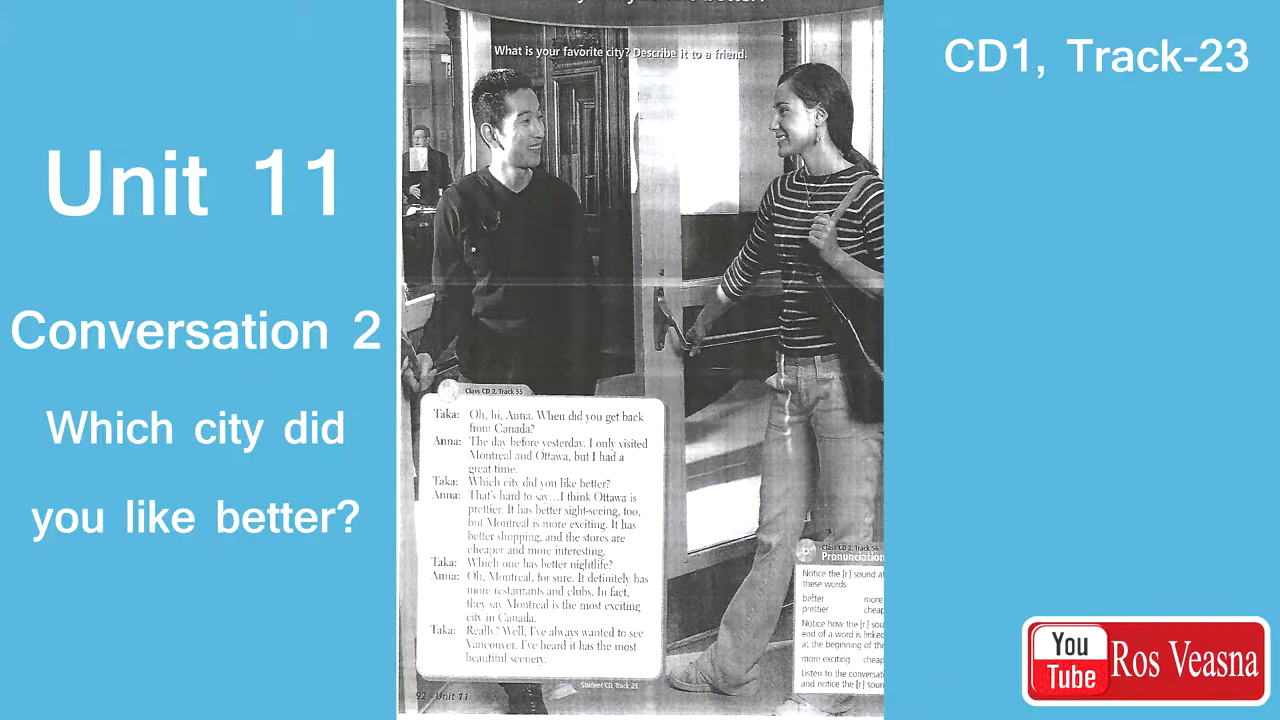 CD1, Track-23
Unit 11
Conversation 2
Which city did
you like better?
What is your favorite city? Describe it to a friend.
Class CD 2, Track 55
Taka: Oh, hi, Anna. When did you get back
from Canada?
Anna: The day before yesterday. I only visited
Montreal and Ottawa, but I had a
great time.
Taka: Which city did you like better?
Anna: That's hard to say…I think Ottawa is
prettier. It has better sight-seeing, too,
but Montreal is more exciting. It has
better shopping, and the stores are
cheaper and more interesting.
Taka: Which one has better nightlife?
Anna: Oh, Montreal, for sure. It definitely has
more restaurants and clubs. In fact,
they say Montreal is the most exciting
city in Canada.
Taka: Really? Well, I've always wanted to see
Vancouver. I've heard it has the most
beautiful scenery.
Student CD, Track 23
92 Unit 11
Class CD 2, Track 56
Pronunciation
Notice the [r] sound at
these words.
better more
prettier cheap
Notice how the [r] sou
end of a word is linked
at the beginning of the
more exciting cheap
Listen to the conversati
and notice the [r] soun
You
Tube
Ros Veasna